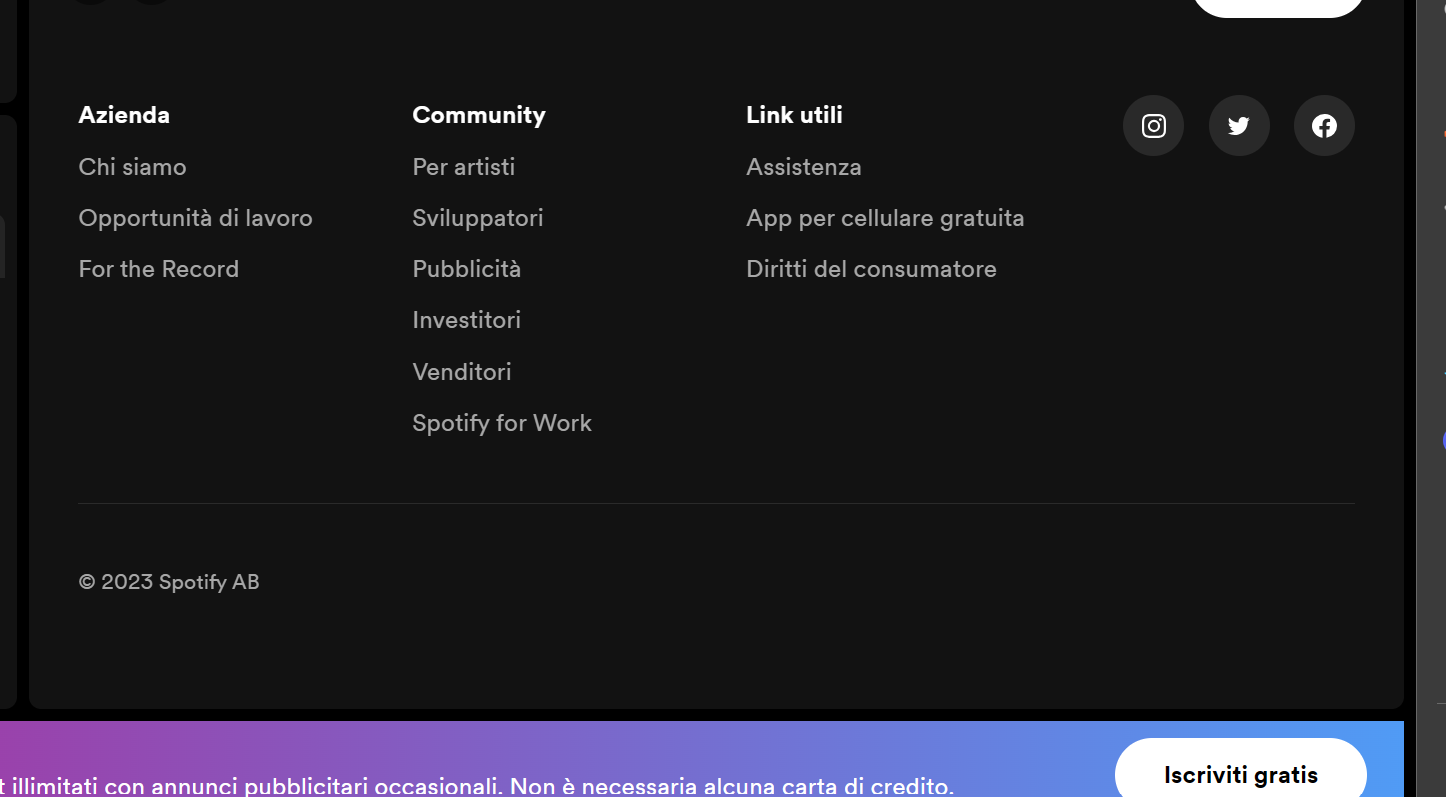 Azienda
Chi siamo
Opportunità di lavoro
For the Record
Community
Per artisti
Sviluppatori
Pubblicità
Investitori
Venditori
Spotify for Work
Link utili
Assistenza
App per cellulare gratuita
Diritti del consumatore
© 2023 Spotify AB
illimitati con annunci pubblicitari occasionali. Non è necessaria alcuna carta di credito.
Iscriviti gratis